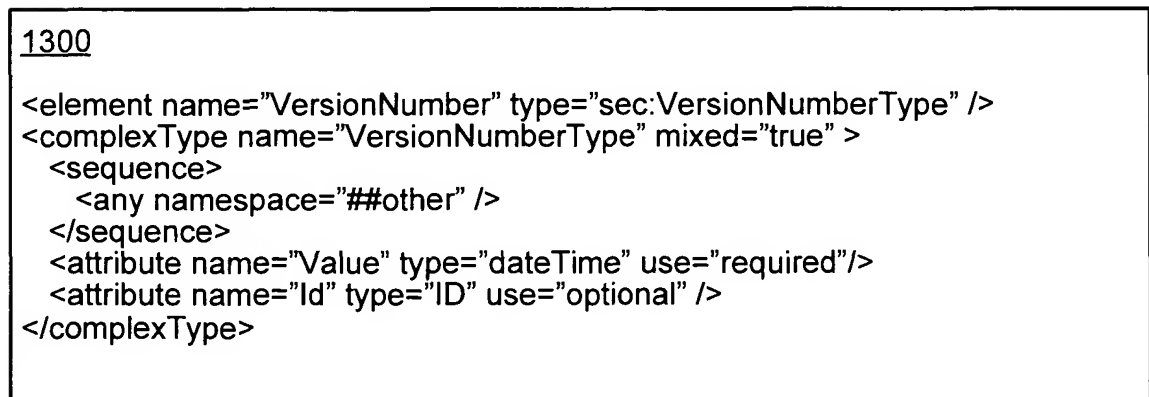 1300
<element name="VersionNumber" type="sec:VersionNumberType" />
<complexType name="VersionNumberType" mixed="true" >
<sequence>
<any namespace="##other" />
</sequence>
<attribute name="Value" type="dateTime" use="required"/>
<attribute name="Id" type="ID" use="optional" />
</complexType>